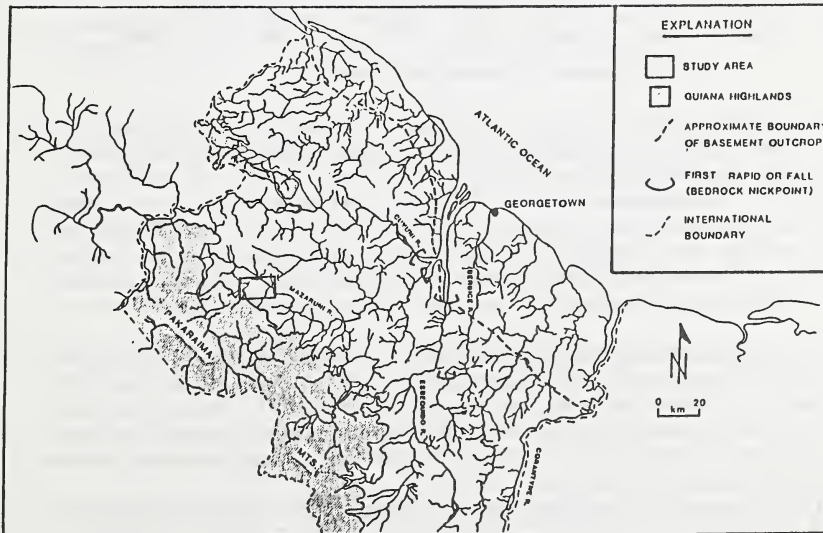 EXPLANATION
STUDY AREA
GUIANA HIGHLANDS
APPROXIMATE BOUNDARY
OF BASEMENT OUTCROP
FIRST RAPID OR FALL
(BEDROCK NICKPOINT)
INTERNATIONAL
BOUNDARY
ATLANTIC OCEAN
GEORGETOWN
CUYUNI R.
BERBICE R.
MAZARUNI R.
PAKARAIMA
MTS.
ESSEQUIBO R.
CORANTYNE R.
N
0 20
km